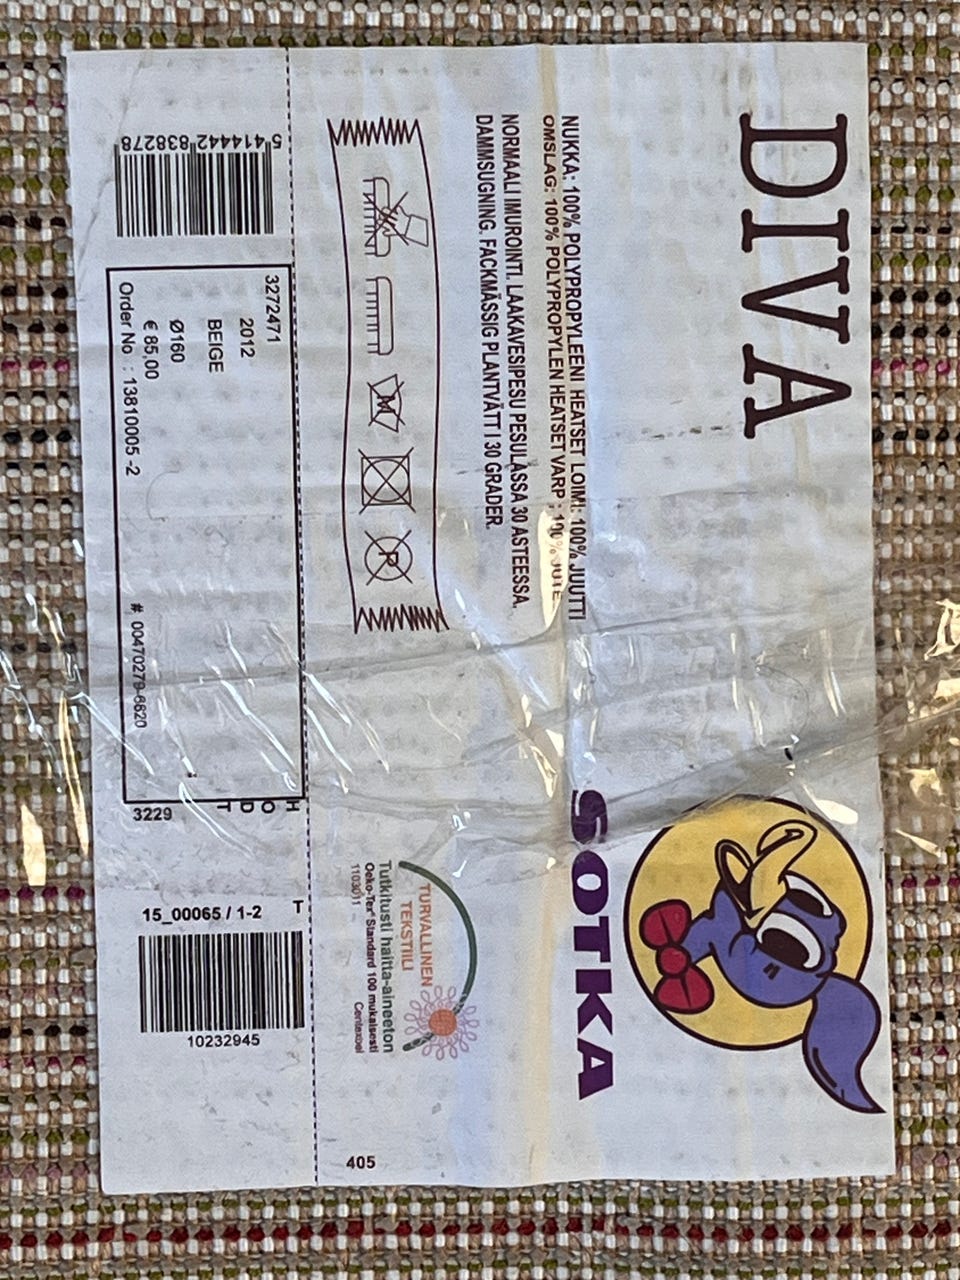 DIVA
SOTKA
NUKKA: 100% POLYPROPYLEENI HEATSET LOIMI: 100% JUUTTI
OMSLAG: 100% POLYPROPYLEN HEATSET VARP : 100% JUTE
NORMAALI IMUROINTI. LAAKAVESIPESU PESULASSA 30 ASTEESSA.
DAMMSUGNING. FACKMÄSSIG PLANTVÄTT I 30 GRADER.
P
TURVALLINEN
TEKSTIILI
Tutkitusti haitta-aineeton
Oeko-Tex® Standard 100 mukaisesti
1103011 Centexbel
405
5 414442 838278
3272471
2012
BEIGE
Ø160
€ 85,00
Order No : 13810005 -2
# 00470279-6620
H
O
D
T
3229
T
15_00065 / 1-2
10232945